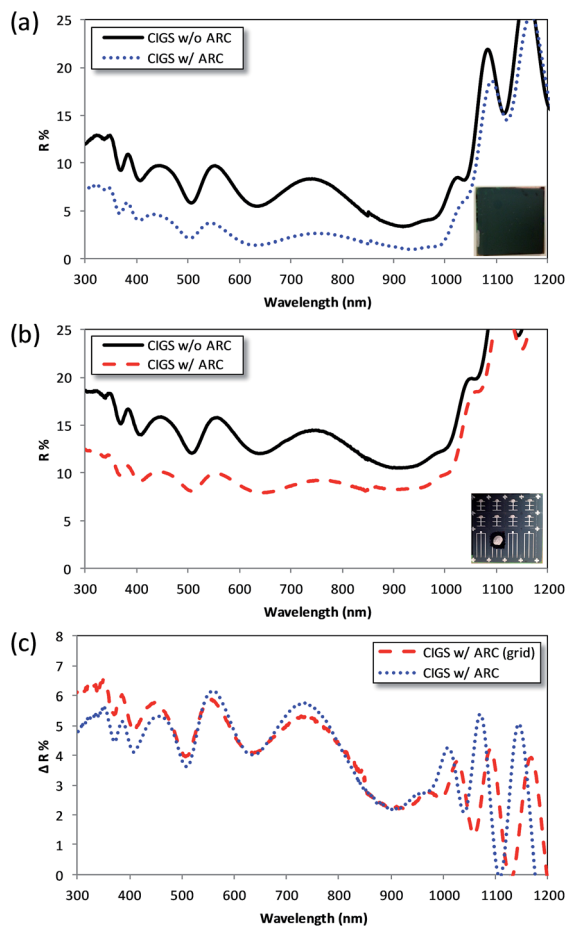 (a)
CIGS w/o ARC
CIGS w/ ARC
25
20
15
10
5
0
R %
300 400 500 600 700 800 900 1000 1100 1200
Wavelength (nm)
(b)
CIGS w/o ARC
CIGS w/ ARC
25
20
15
10
5
0
R %
300 400 500 600 700 800 900 1000 1100 1200
Wavelength (nm)
(c)
CIGS w/ ARC (grid)
CIGS w/ ARC
8
7
6
5
4
3
2
1
0
Δ R %
300 400 500 600 700 800 900 1000 1100 1200
Wavelength (nm)